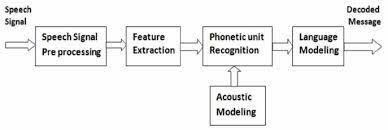 Speech
Signal
Decoded
Message
Speech Signal
Pre processing
Feature
Extraction
Phonetic unit
Recognition
Language
Modeling
Acoustic
Modeling